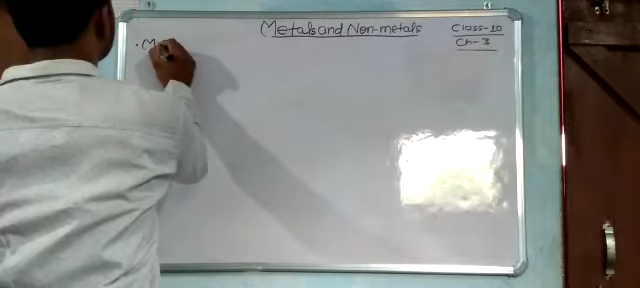 Metals and Non-metals
Class-10
Ch-3
· M